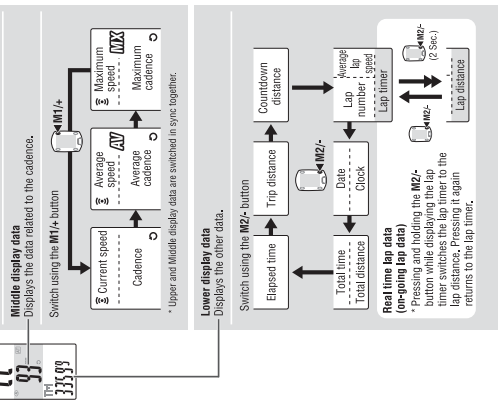 Middle display data
Displays the data related to the cadence.
Switch using the M1/+ button
M1/+
Current speed
Cadence
Average
speed
AV
Average
cadence
Maximum
speed
MX
Maximum
cadence
* Upper and Middle display data are switched in sync together.
Lower display data
Displays the other data.
Switch using the M2/- button
Elapsed time
Trip distance
Countdown
distance
M2/-
Total time
Total distance
Date
Clock
Lap
number
Average
lap
speed
Lap timer
M2/-
(2 Sec.)
M2/-
Lap distance
Real time lap data
(on-going lap data)
* Pressing and holding the M2/-
button while displaying the lap
timer switches the lap timer to the
lap distance. Pressing it again
returns to the lap timer.
93